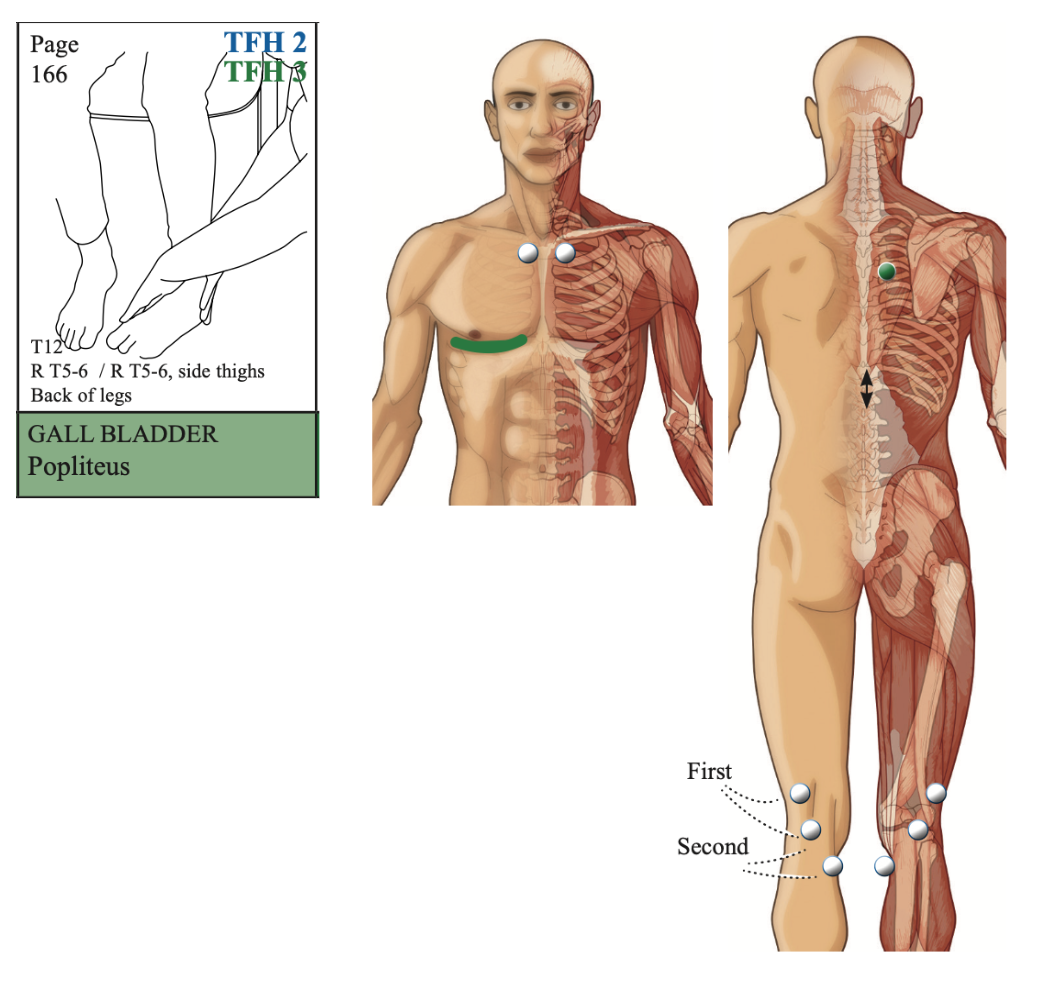 Page
166
TFH 2
TFH 3
T12
R T5-6 / R T5-6, side thighs
Back of legs
GALL BLADDER
Popliteus
First
Second